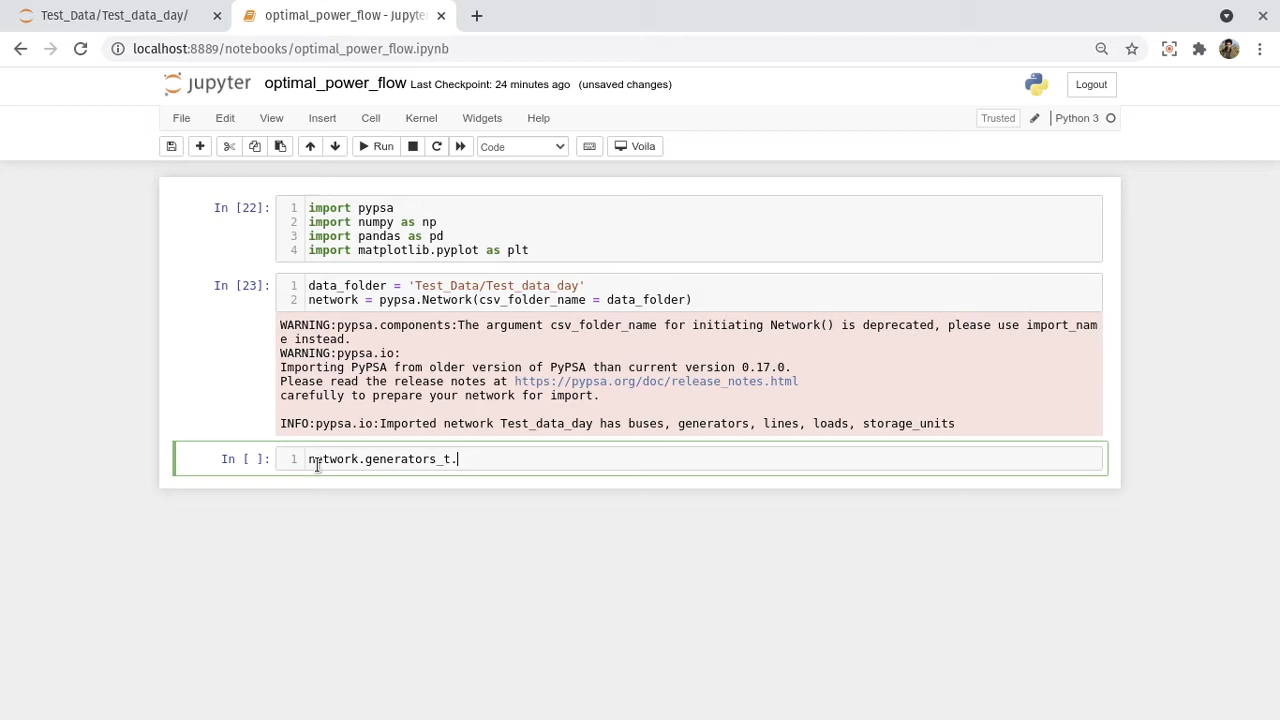 Test_Data/Test_data_day/
optimal_power_flow - Jupyte
localhost:8889/notebooks/optimal_power_flow.ipynb
jupyter optimal_power_flow Last Checkpoint: 24 minutes ago (unsaved changes)
Logout
File Edit View Insert Cell Kernel Widgets Help
Trusted Python 3
Run Code Voila
In [22]:
1 import pypsa
2 import numpy as np
3 import pandas as pd
4 import matplotlib.pyplot as plt
In [23]:
1 data_folder = 'Test_Data/Test_data_day'
2 network = pypsa.Network(csv_folder_name = data_folder)
WARNING:pypsa.components:The argument csv_folder_name for initiating Network() is deprecated, please use import_nam
e instead.
WARNING:pypsa.io:
Importing PyPSA from older version of PyPSA than current version 0.17.0.
Please read the release notes at https://pypsa.org/doc/release_notes.html
carefully to prepare your network for import.
INFO:pypsa.io:Imported network Test_data_day has buses, generators, lines, loads, storage_units
In [ ]:
1 network.generators_t.